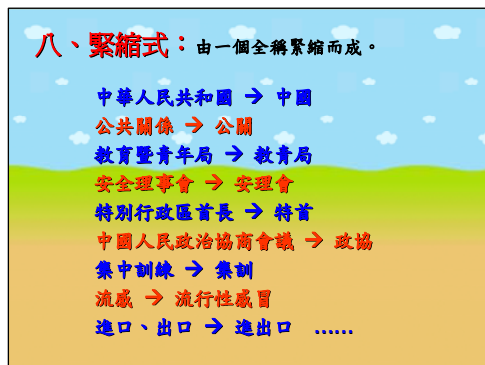 八、緊縮式：由一個全稱緊縮而成。
中華人民共和國 → 中國
公共關係 → 公關
教育暨青年局 → 教青局
安全理事會 → 安理會
特別行政區首長 → 特首
中國人民政治協商會議 → 政協
集中訓練 → 集訓
流感 → 流行性感冒
進口、出口 → 進出口 ……